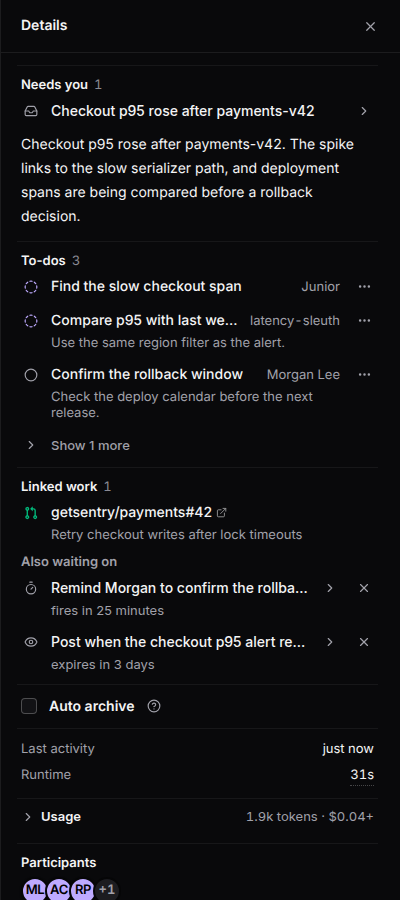 Details
Needs you 1
Checkout p95 rose after payments-v42
Checkout p95 rose after payments-v42. The spike
links to the slow serializer path, and deployment
spans are being compared before a rollback
decision.
To-dos 3
Find the slow checkout span Junior
Compare p95 with last we... latency-sleuth
Use the same region filter as the alert.
Confirm the rollback window Morgan Lee
Check the deploy calendar before the next
release.
Show 1 more
Linked work 1
getsentry/payments#42
Retry checkout writes after lock timeouts
Also waiting on
Remind Morgan to confirm the rollba...
fires in 25 minutes
Post when the checkout p95 alert re...
expires in 3 days
Auto archive
Last activity just now
Runtime 31s
Usage 1.9k tokens · $0.04+
Participants
ML AC RP +1